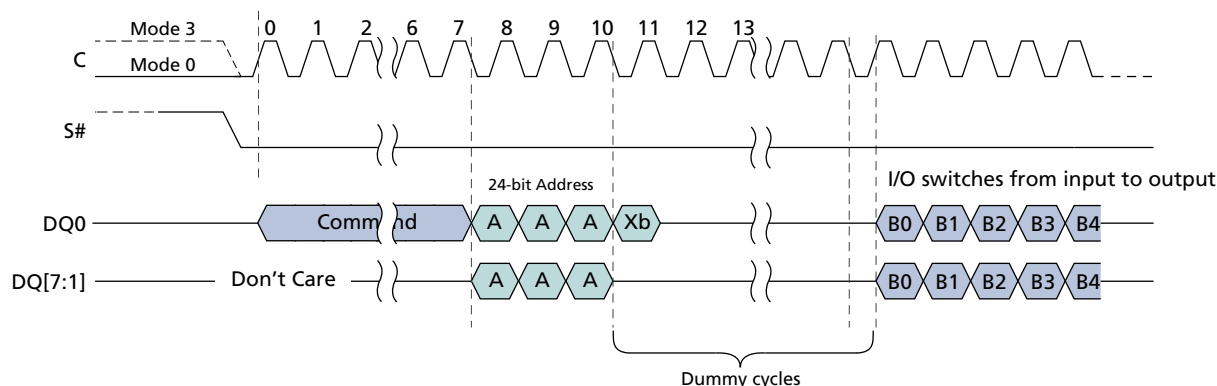 Mode 3 0 1 2 6 7 8 9 10 11 12 13
C
Mode 0
S#
24-bit Address
I/O switches from input to output
DQ0 Command A A A Xb B0 B1 B2 B3 B4
DQ[7:1] Don't Care A A A B0 B1 B2 B3 B4
Dummy cycles